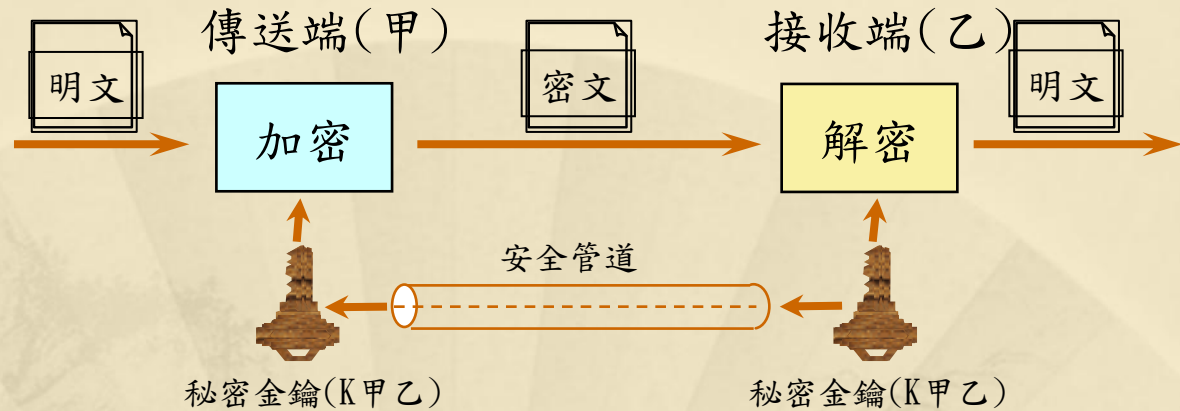 傳送端(甲)
接收端(乙)
明文
密文
明文
加密
解密
安全管道
秘密金鑰(K甲乙)
秘密金鑰(K甲乙)